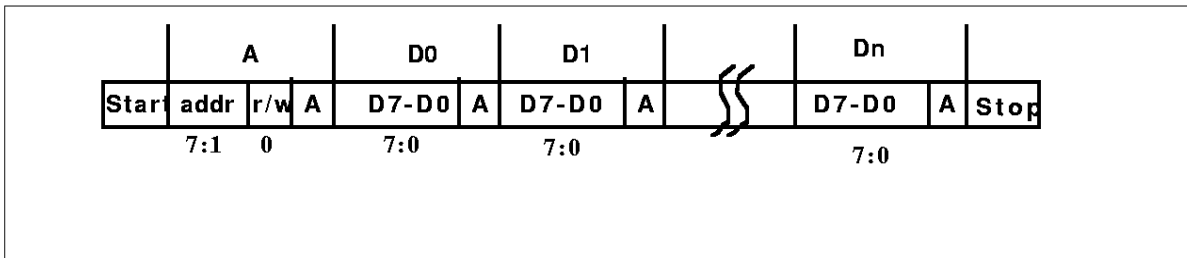 A D0 D1 Dn
Start addr r/w A D7-D0 A D7-D0 A D7-D0 A Stop
7:1 0 7:0 7:0 7:0